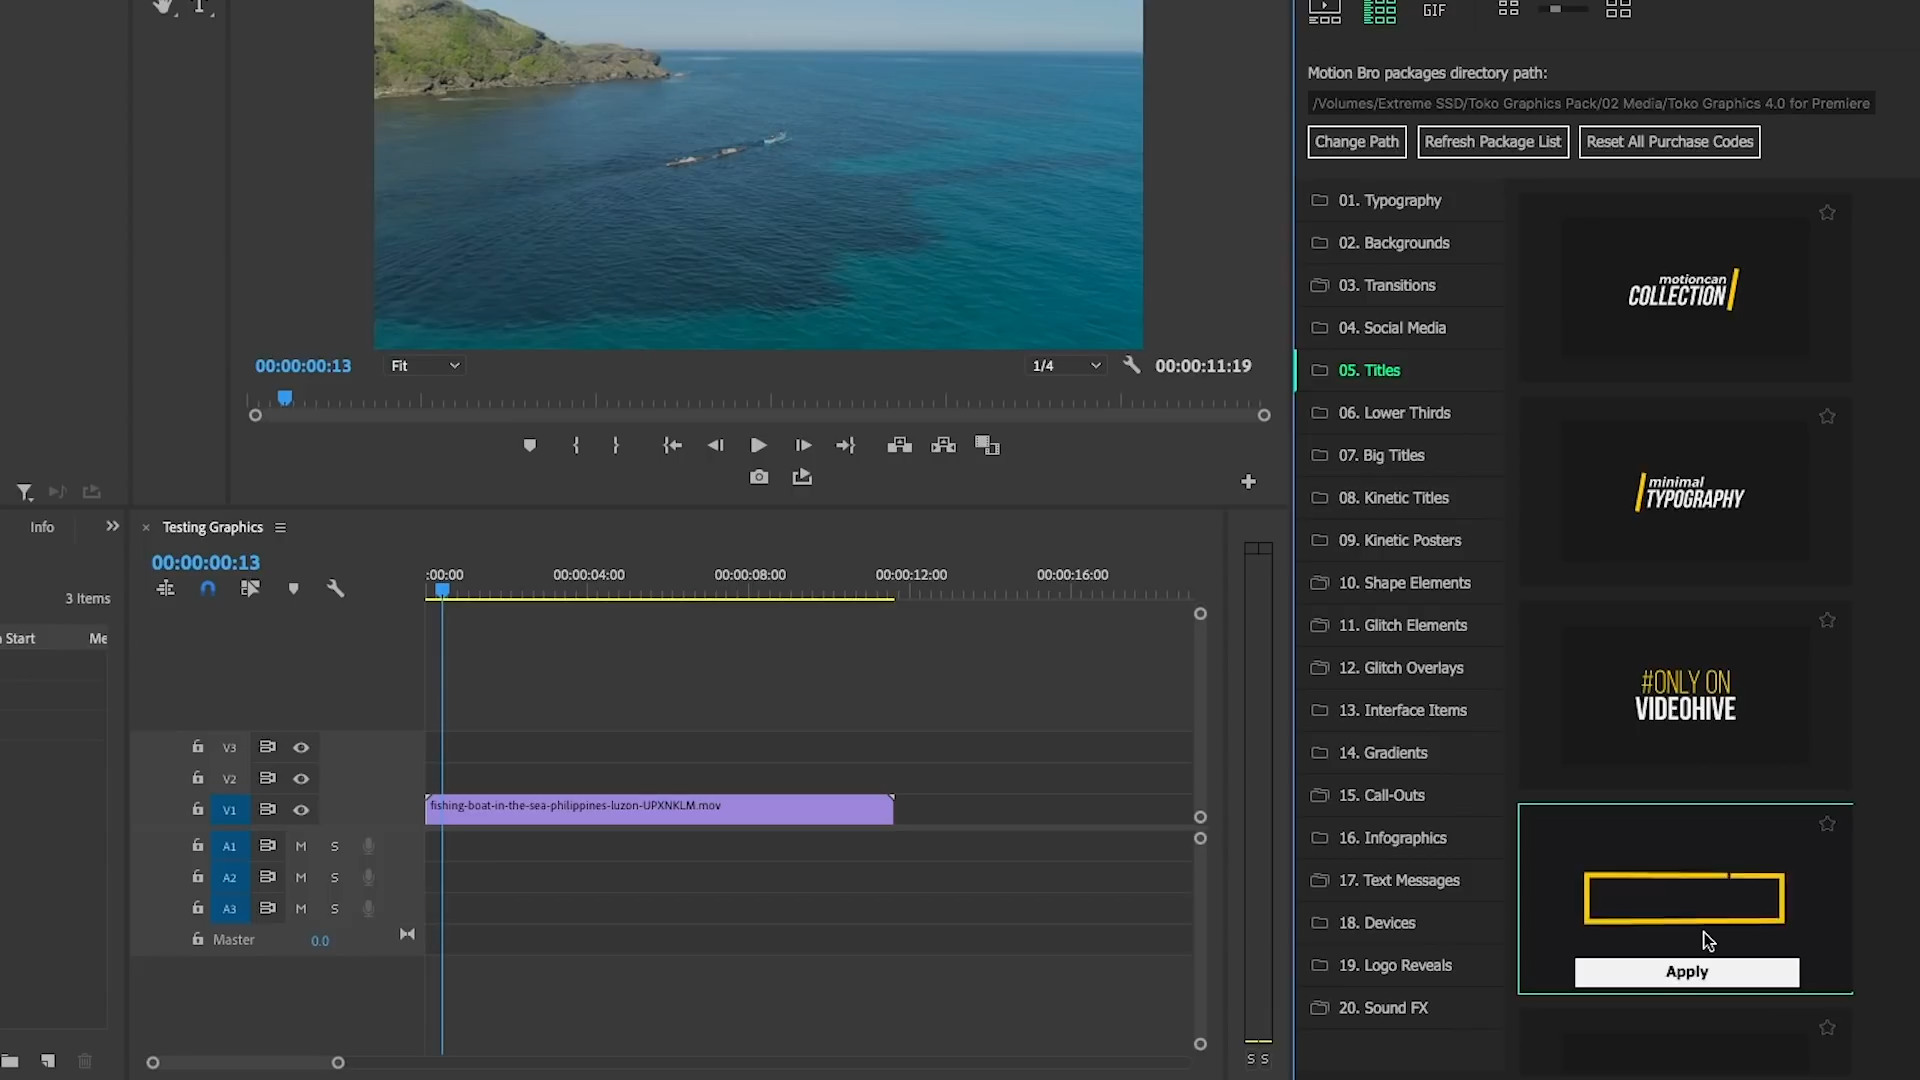 GIF
Motion Bro packages directory path:
/Volumes/Extreme SSD/Toko Graphics Pack/02 Media/Toko Graphics 4.0 for Premiere
Change Path
Refresh Package List
Reset All Purchase Codes
01. Typography
02. Backgrounds
03. Transitions
04. Social Media
05. Titles
06. Lower Thirds
07. Big Titles
08. Kinetic Titles
09. Kinetic Posters
10. Shape Elements
11. Glitch Elements
12. Glitch Overlays
13. Interface Items
14. Gradients
15. Call-Outs
16. Infographics
17. Text Messages
18. Devices
19. Logo Reveals
20. Sound FX
motioncan
COLLECTION
minimal
TYPOGRAPHY
#ONLY ON
VIDEOHIVE
Apply
00:00:00:13
Fit
1/4
00:00:11:19
Info
Testing Graphics
00:00:00:13
:00:00
00:00:04:00
00:00:08:00
00:00:12:00
00:00:16:00
3 Items
Start
Me
V3
V2
V1
fishing-boat-in-the-sea-philippines-luzon-UPXNKLM.mov
A1 M S
A2 M S
A3 M S
Master 0.0
S S